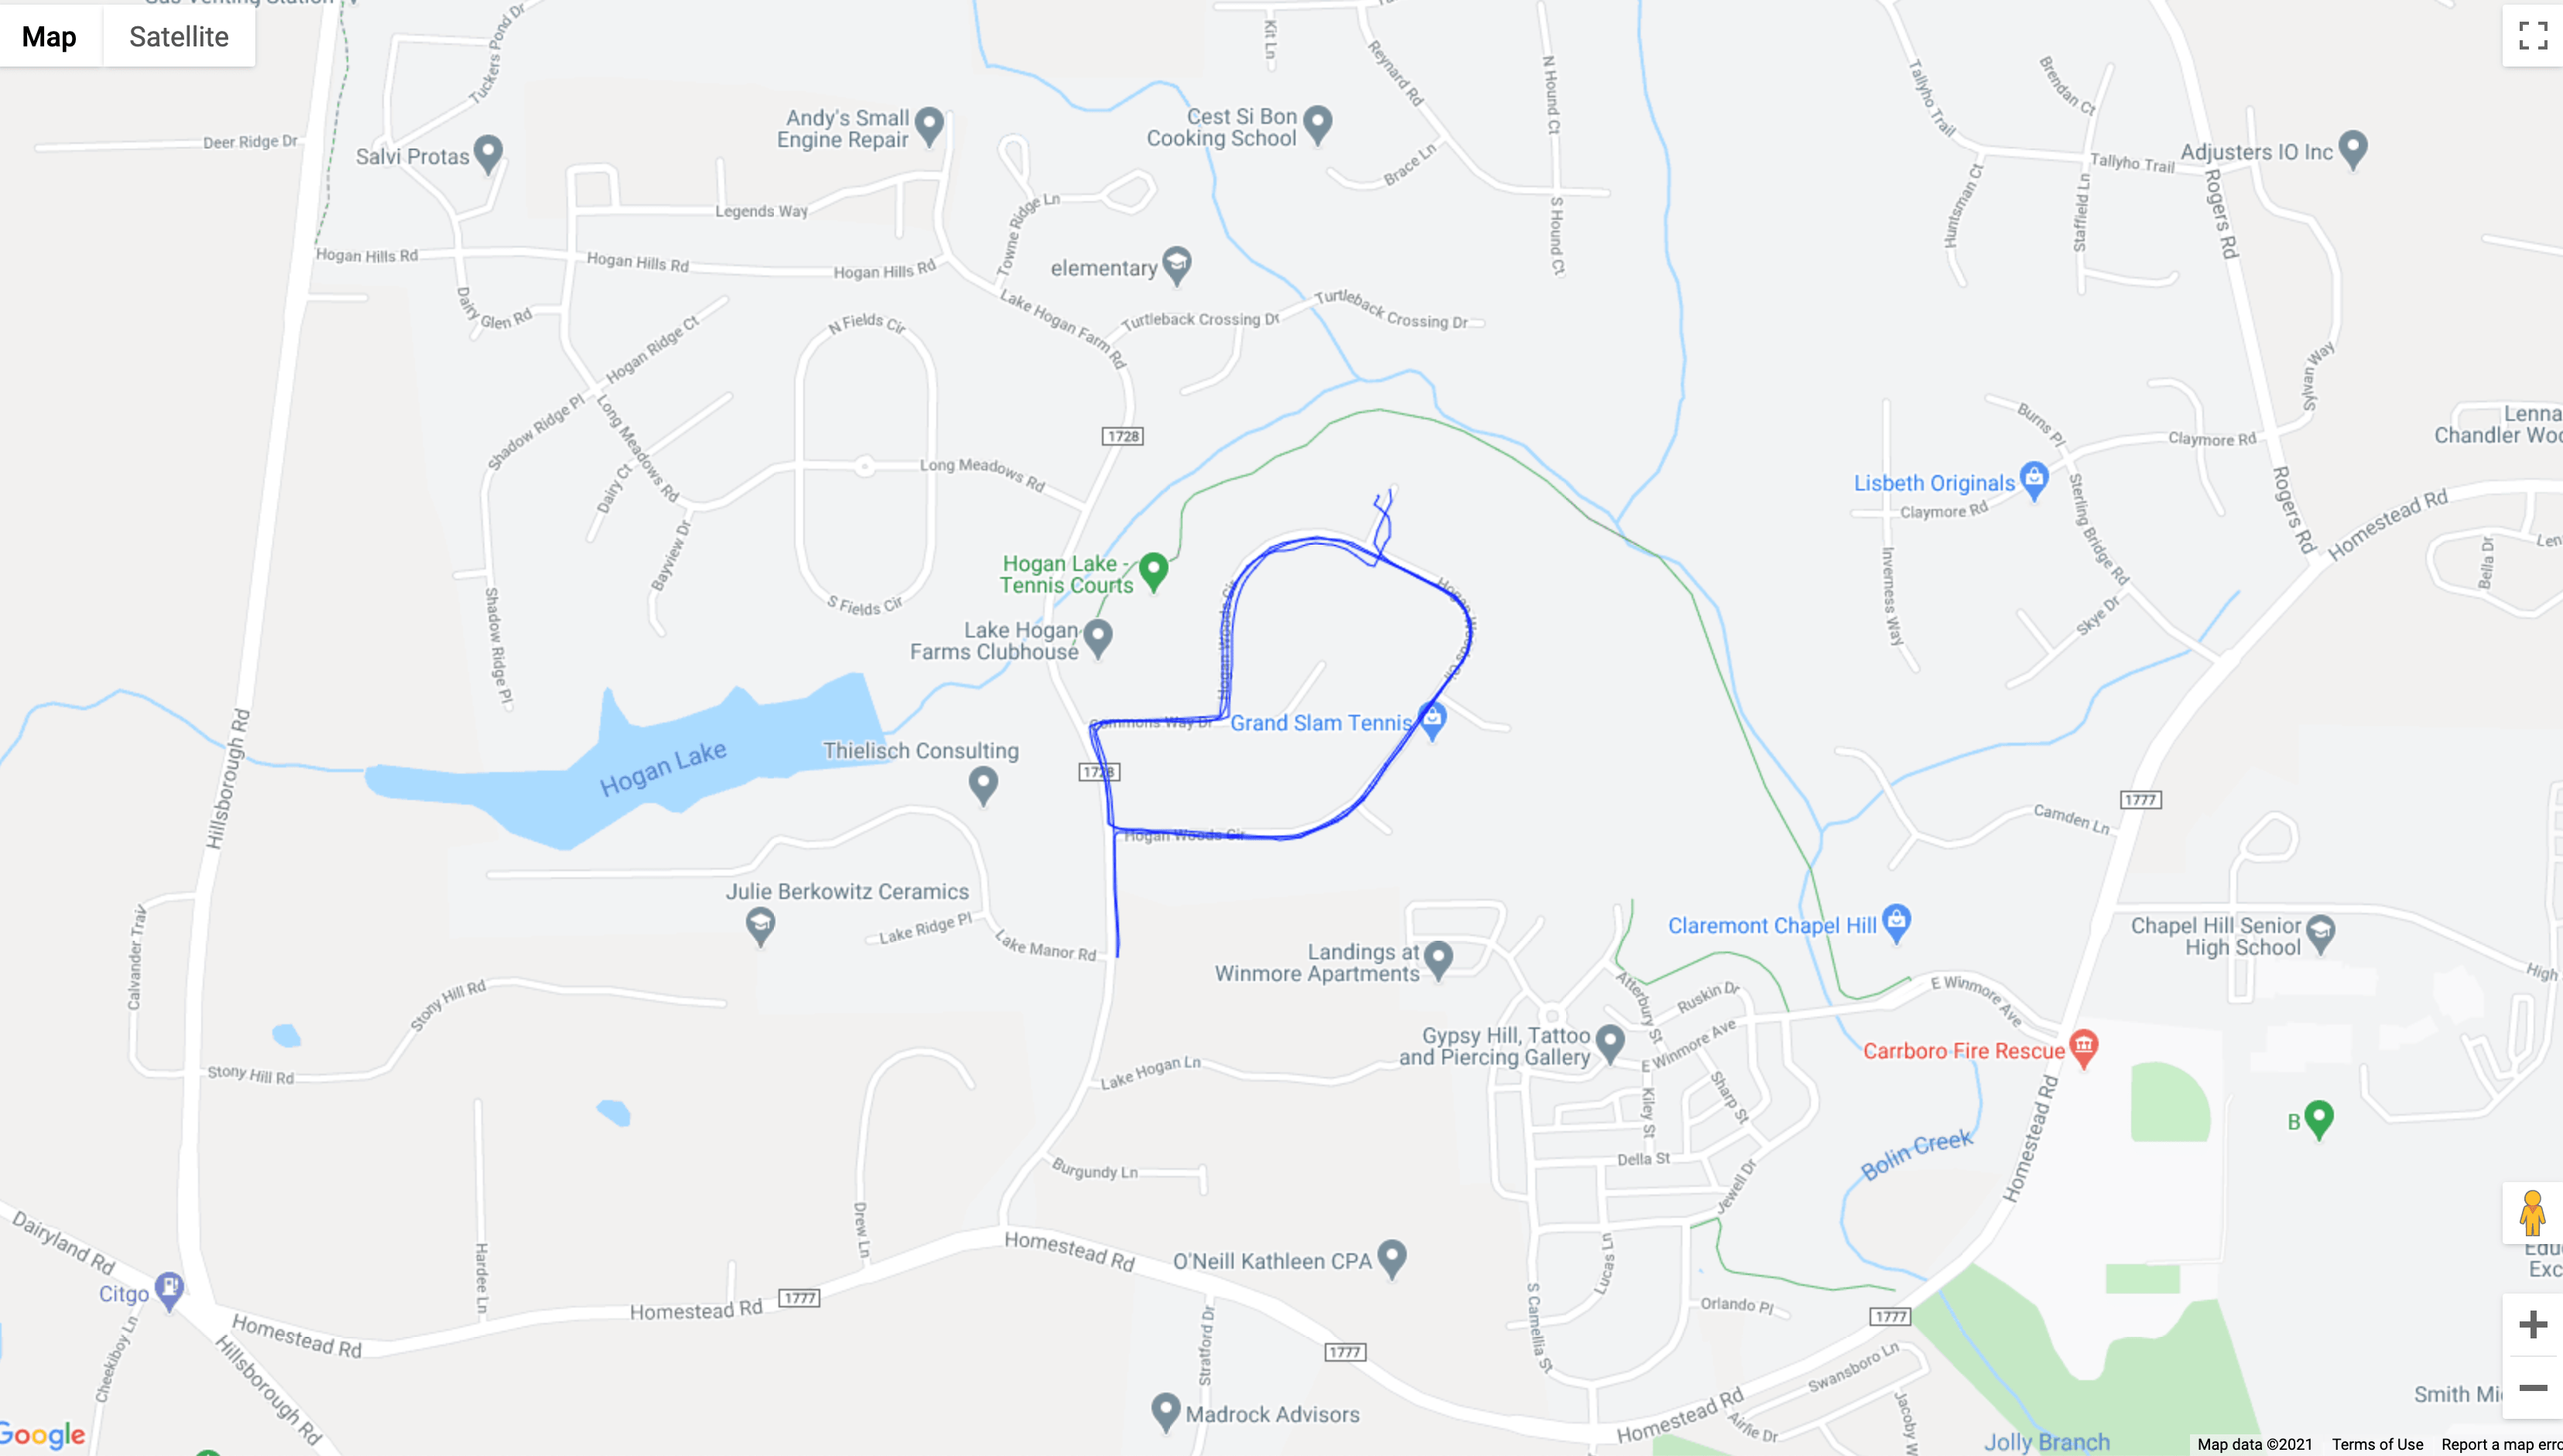 Map
Satellite
Tuckers Pond Dr
Kit Ln
Reynard Rd
N Hound Ct
Tallyho Trail
Brendan Ct
Andy's Small
Engine Repair
Cest Si Bon
Cooking School
Deer Ridge Dr
Salvi Protas
Brace Ln
Tallyho Trail
Adjusters IO Inc
Legends Way
Towne Ridge Ln
S Hound Ct
Huntsman Ct
Staffield Ln
Rogers Rd
Hogan Hills Rd
Hogan Hills Rd
Hogan Hills Rd
elementary
Dairy Glen Rd
Lake Hogan Farm Rd
Turtleback Crossing Dr
Turtleback Crossing Dr
N Fields Cir
Hogan Ridge Ct
Sylvan Way
Shadow Ridge Pl
Long Meadows Rd
1728
Burns Pl
Claymore Rd
Lenna
Chandler Woo
Long Meadows Rd
Dairy Ct
Lisbeth Originals
Claymore Rd
Sterling Bridge Rd
Rogers Rd
Homestead Rd
Bayview Dr
Hogan Lake -
Tennis Courts
Len
Bella Dr
S Fields Cir
Inverness Way
Skye Dr
Shadow Ridge Pl
Lake Hogan
Farms Clubhouse
Hogan Woods Cir
Hogan Woods Cir
Commons Way Dr
Grand Slam Tennis
Hillsborough Rd
Hogan Lake
Thielisch Consulting
1728
1777
Camden Ln
Hogan Woods Cir
Julie Berkowitz Ceramics
Lake Ridge Pl
Lake Manor Rd
Calvander Trai
Landings at
Winmore Apartments
Claremont Chapel Hill
Chapel Hill Senior
High School
High
Stony Hill Rd
Atterbury St
Ruskin Dr
E Winmore Ave
Gypsy Hill, Tattoo
and Piercing Gallery
E Winmore Ave
Carrboro Fire Rescue
Stony Hill Rd
Lake Hogan Ln
Kiley St
Sharp St
Homestead Rd
B
Bolin Creek
Burgundy Ln
Della St
Jewell Dr
Dairyland Rd
Drew Ln
Hardee Ln
Homestead Rd
O'Neill Kathleen CPA
Lucas Ln
Edu
Exc
Citgo
Homestead Rd
1777
S Camellia St
Orlando Pl
1777
Homestead Rd
Hillsborough Rd
Cheekiboy Ln
Stratford Dr
1777
Swansboro Ln
Madrock Advisors
Homestead Rd
Airlie Dr
Jacoby W
Smith Mi
Jolly Branch
Google
Map data ©2021
Terms of Use
Report a map erro